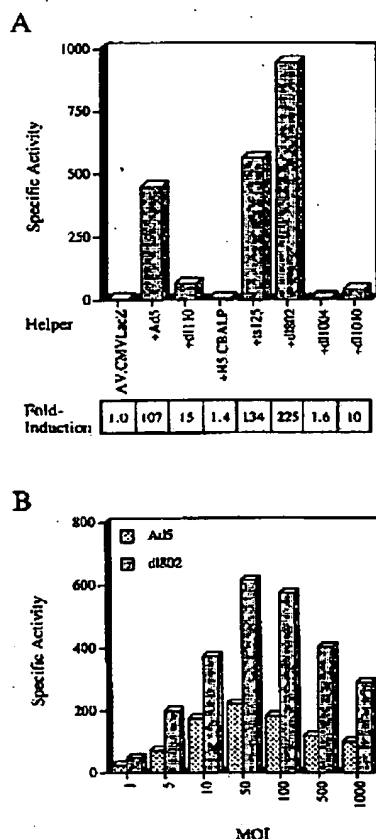 A
1000
750
500
250
0
Specific Activity
Helper
AV.CMVLacZ
+Ad5
+dl110
+H5.CBALP
+ts125
+dl802
+dl1004
+dl1010
Fold-
Induction
1.0 107 15 1.4 134 225 1.6 10
B
800
600
400
200
0
Specific Activity
Ad5
dl802
1 5 10 50 100 500 1000
MOI